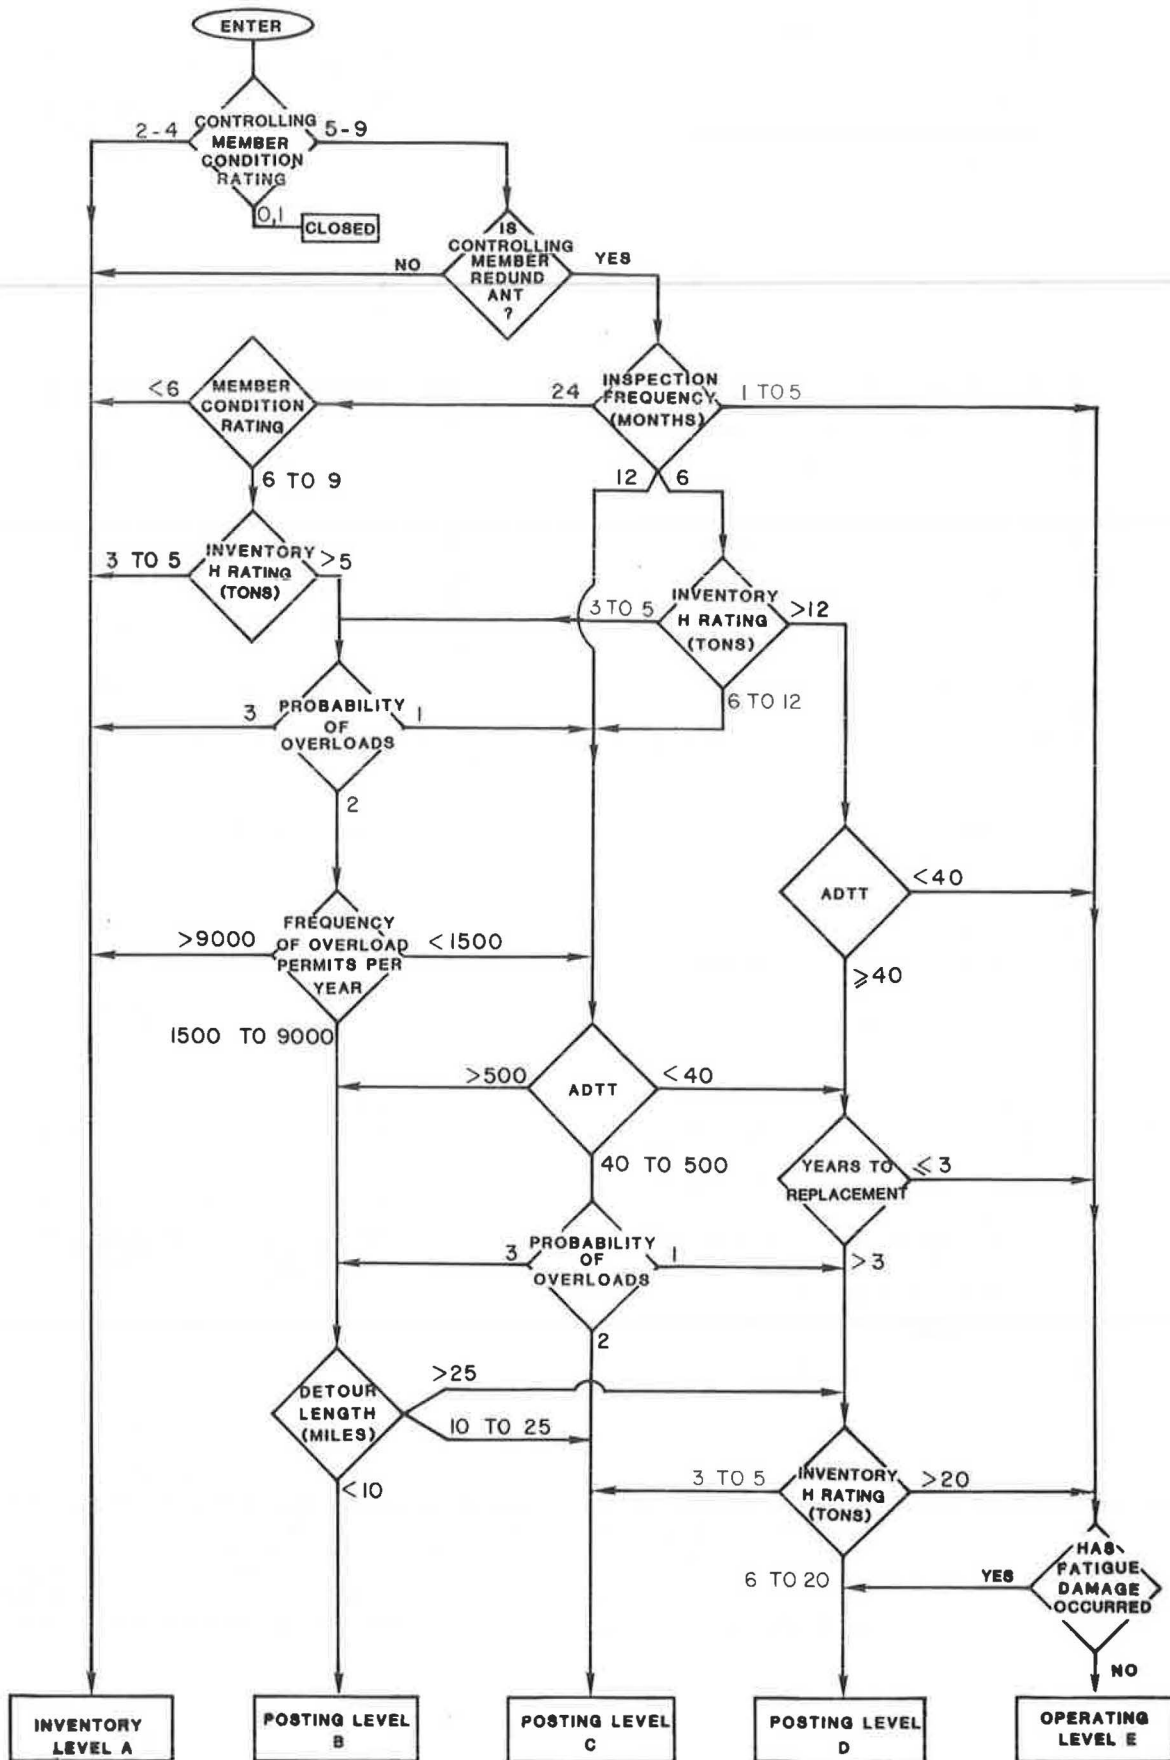 ENTER
2-4
CONTROLLING
MEMBER
CONDITION
RATING
5-9
0,1
CLOSED
IS
CONTROLLING
MEMBER
REDUND
ANT
?
NO
YES
<6
MEMBER
CONDITION
RATING
24
INSPECTION
FREQUENCY
(MONTHS)
1 TO 5
6 TO 9
12
6
3 TO 5
INVENTORY
H RATING
(TONS)
>5
3 TO 5
INVENTORY
H RATING
(TONS)
>12
6 TO 12
3
PROBABILITY
OF
OVERLOADS
1
2
ADTT
<40
≥40
>9000
FREQUENCY
OF OVERLOAD
PERMITS PER
YEAR
<1500
1500 TO 9000
>500
ADTT
<40
40 TO 500
YEARS TO
REPLACEMENT
≤3
>3
3
PROBABILITY
OF
OVERLOADS
1
2
DETOUR
LENGTH
(MILES)
>25
10 TO 25
<10
3 TO 5
INVENTORY
H RATING
(TONS)
>20
6 TO 20
YES
HAS
FATIGUE
DAMAGE
OCCURRED
NO
INVENTORY
LEVEL A
POSTING LEVEL
B
POSTING LEVEL
C
POSTING LEVEL
D
OPERATING
LEVEL E